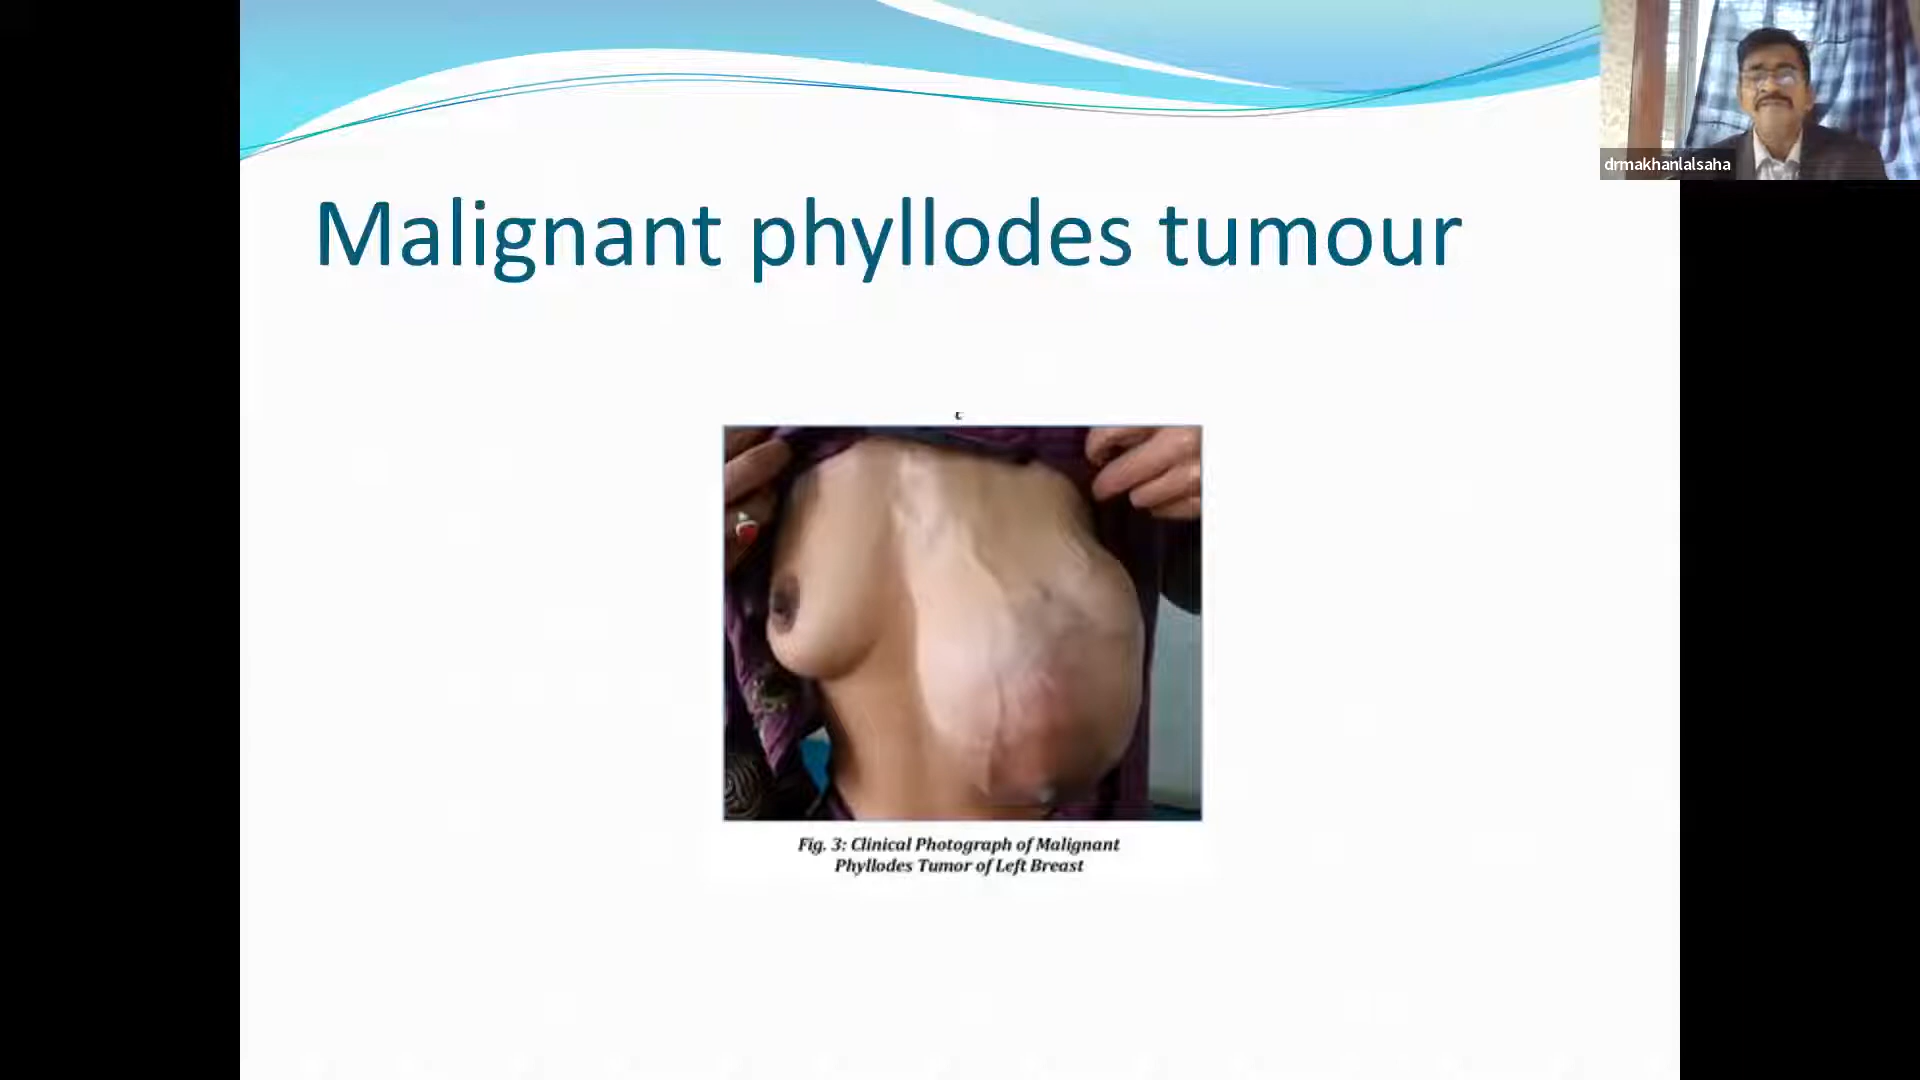 drmakhanlalsaha
Malignant phyllodes tumour
c
Fig. 3: Clinical Photograph of Malignant
Phyllodes Tumor of Left Breast